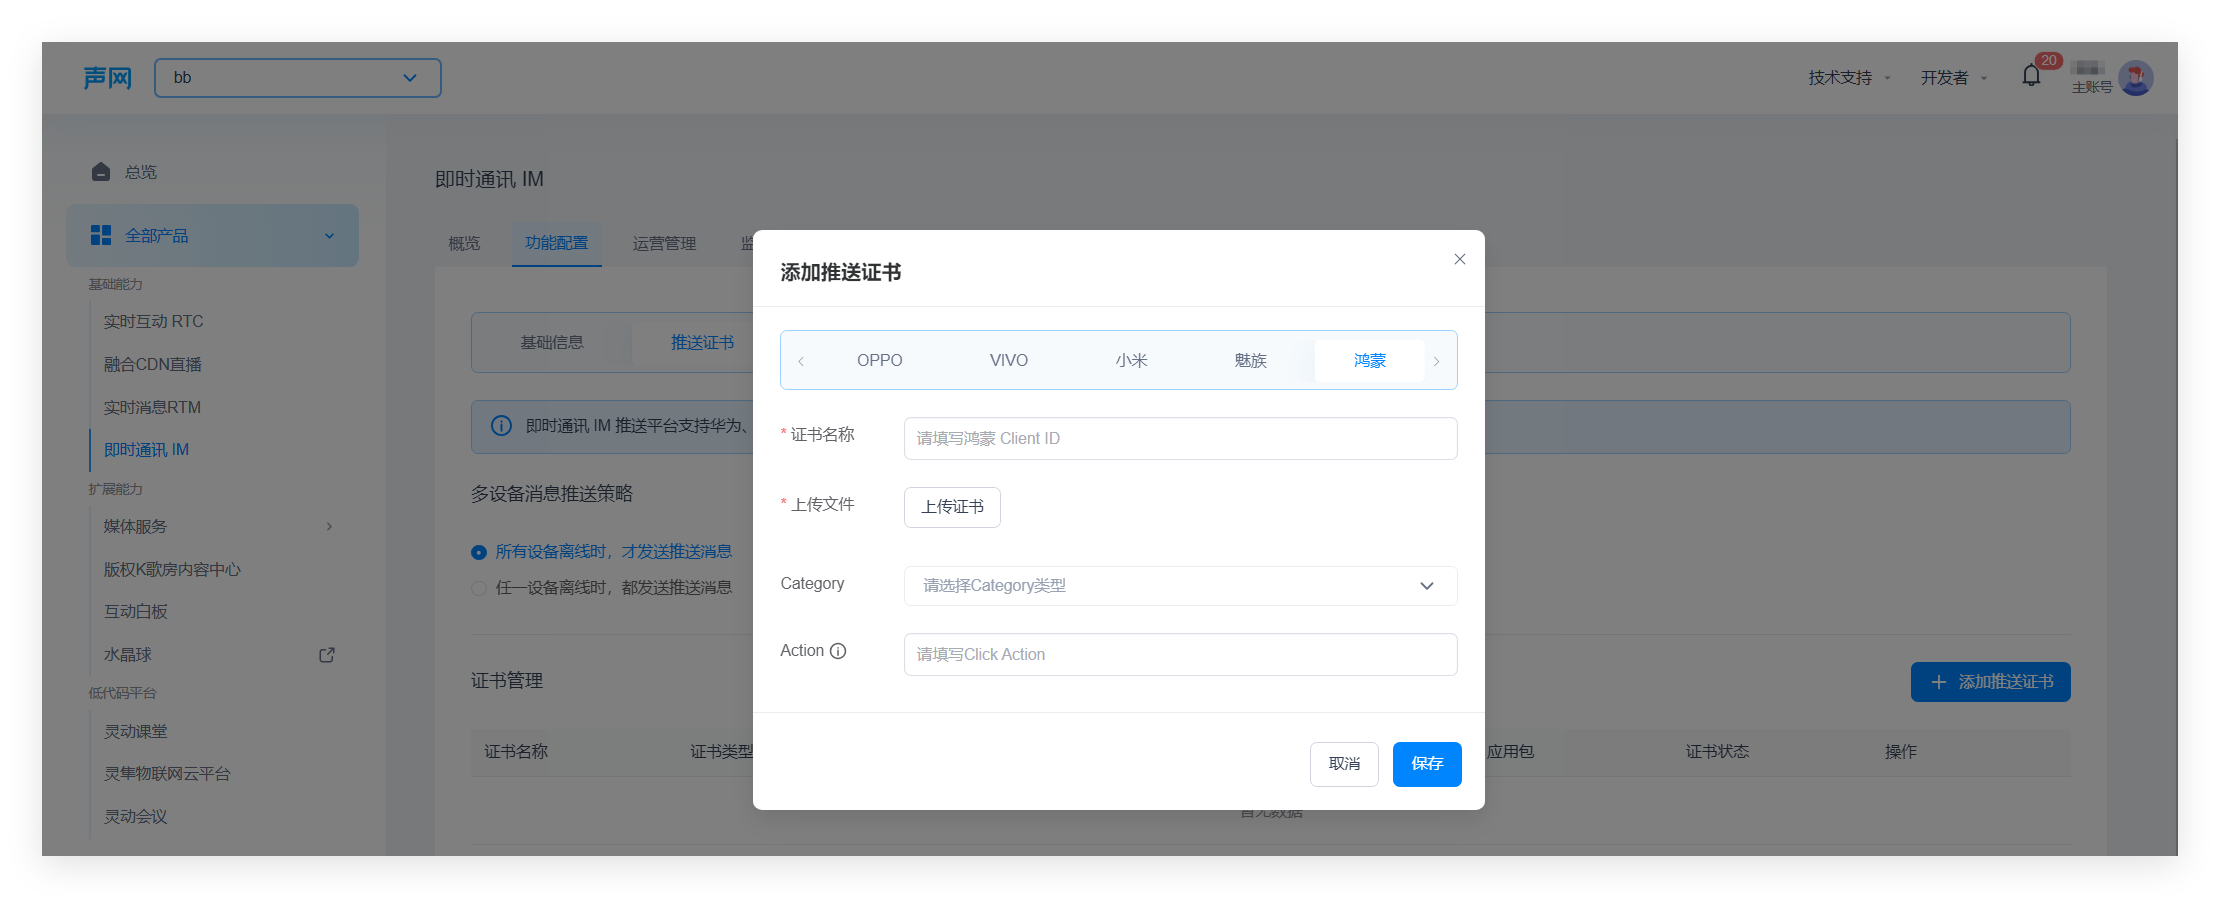 声网
bb
技术支持
开发者
20
主账号
总览
全部产品
基础能力
实时互动 RTC
融合CDN直播
实时消息RTM
即时通讯 IM
扩展能力
媒体服务
版权K歌房内容中心
互动白板
水晶球
低代码平台
灵动课堂
灵隼物联网云平台
灵动会议
即时通讯 IM
概览
功能配置
运营管理
基础信息
推送证书
即时通讯 IM 推送平台支持华为、
多设备消息推送策略
所有设备离线时，才发送推送消息
任一设备离线时，都发送推送消息
证书管理
添加推送证书
证书名称
证书类型
应用包
证书状态
操作
暂无数据
添加推送证书
OPPO
VIVO
小米
魅族
鸿蒙
* 证书名称
请填写鸿蒙 Client ID
* 上传文件
上传证书
Category
请选择Category类型
Action
请填写Click Action
取消
保存